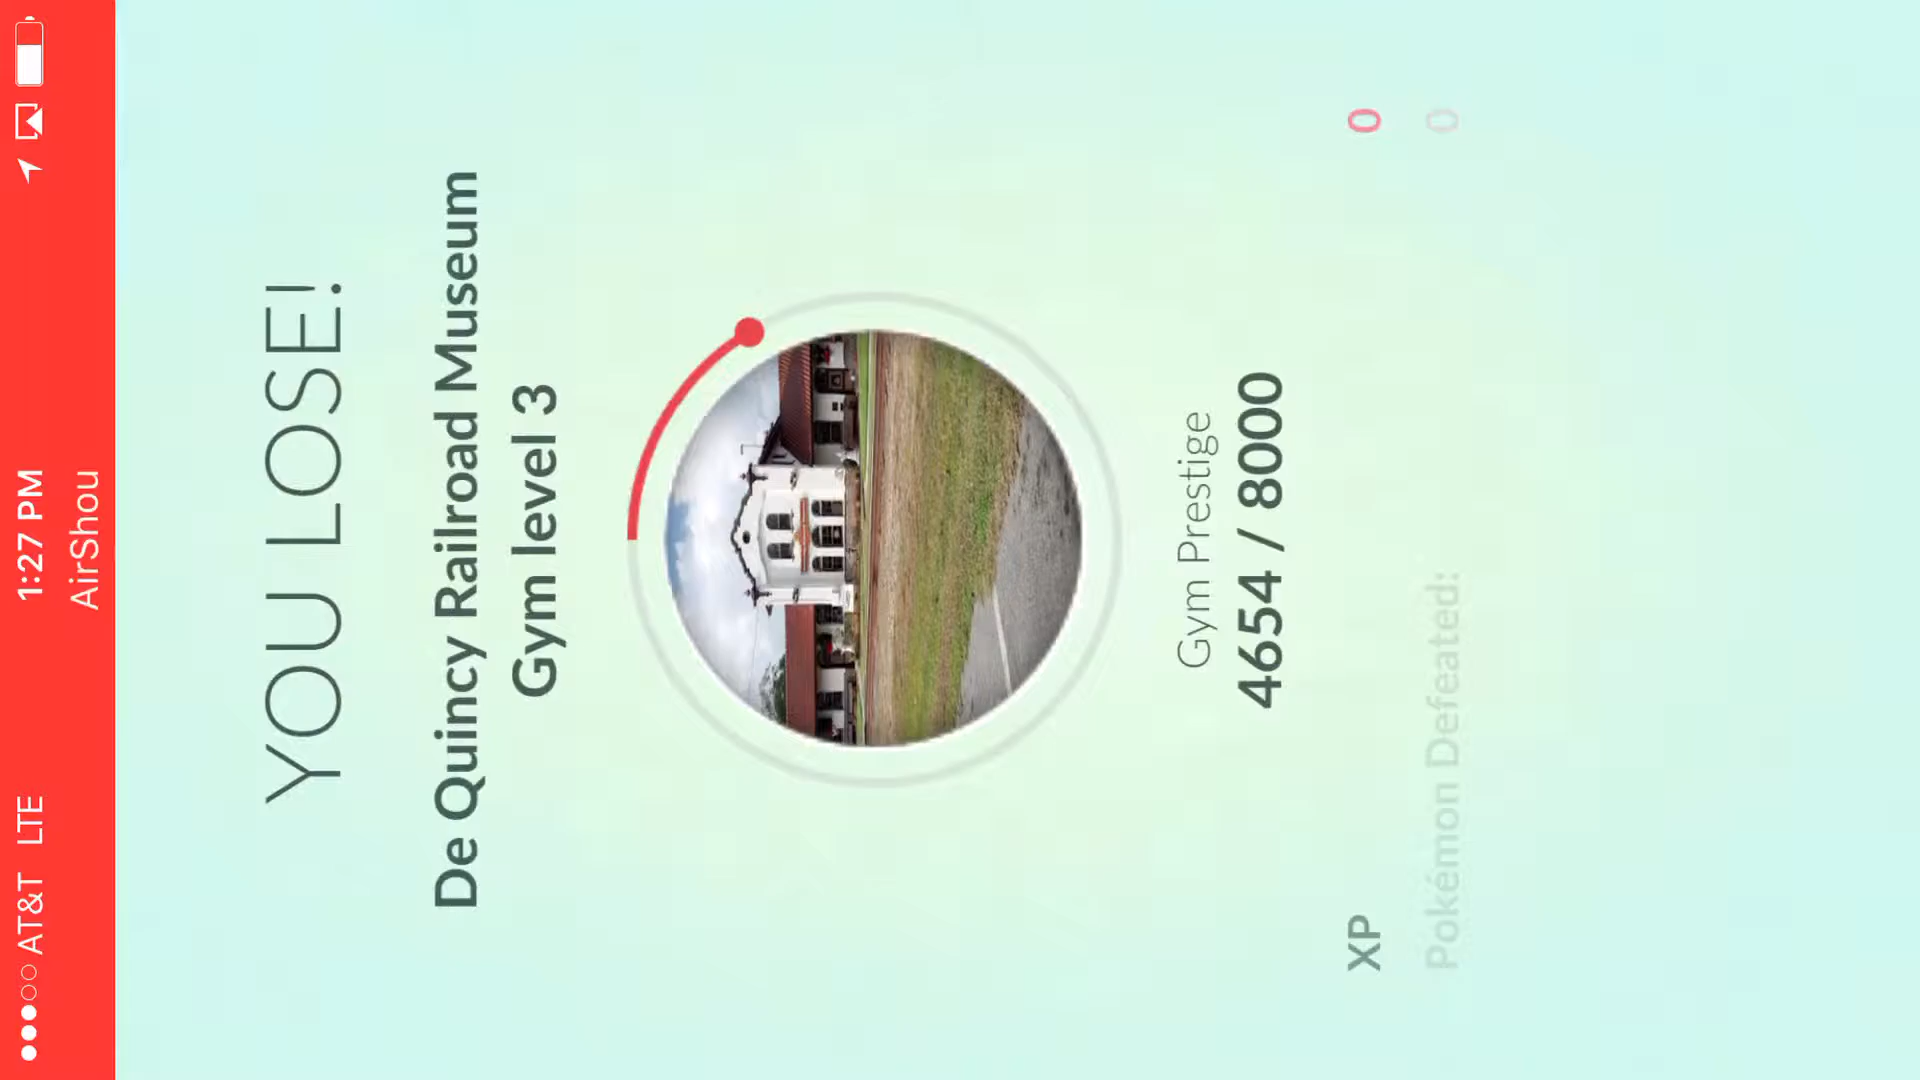 AT&T LTE 1:27 PM
AirShou
YOU LOSE!
De Quincy Railroad Museum
Gym level 3
Gym Prestige
4654 / 8000
XP 0
Pokémon Defeated: 0